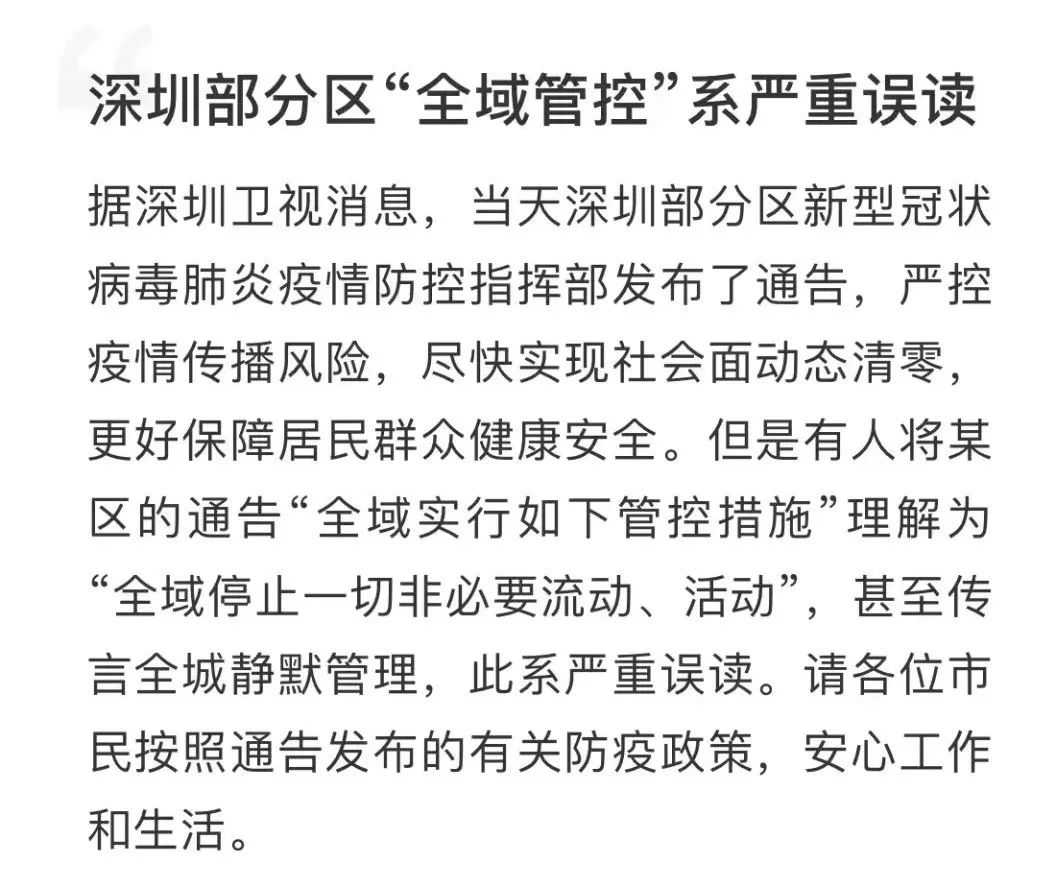 深圳部分区“全域管控”系严重误读
据深圳卫视消息，当天深圳部分区新型冠状
病毒肺炎疫情防控指挥部发布了通告，严控
疫情传播风险，尽快实现社会面动态清零，
更好保障居民群众健康安全。但是有人将某
区的通告“全域实行如下管控措施”理解为
“全域停止一切非必要流动、活动”，甚至传
言全城静默管理，此系严重误读。请各位市
民按照通告发布的有关防疫政策，安心工作
和生活。